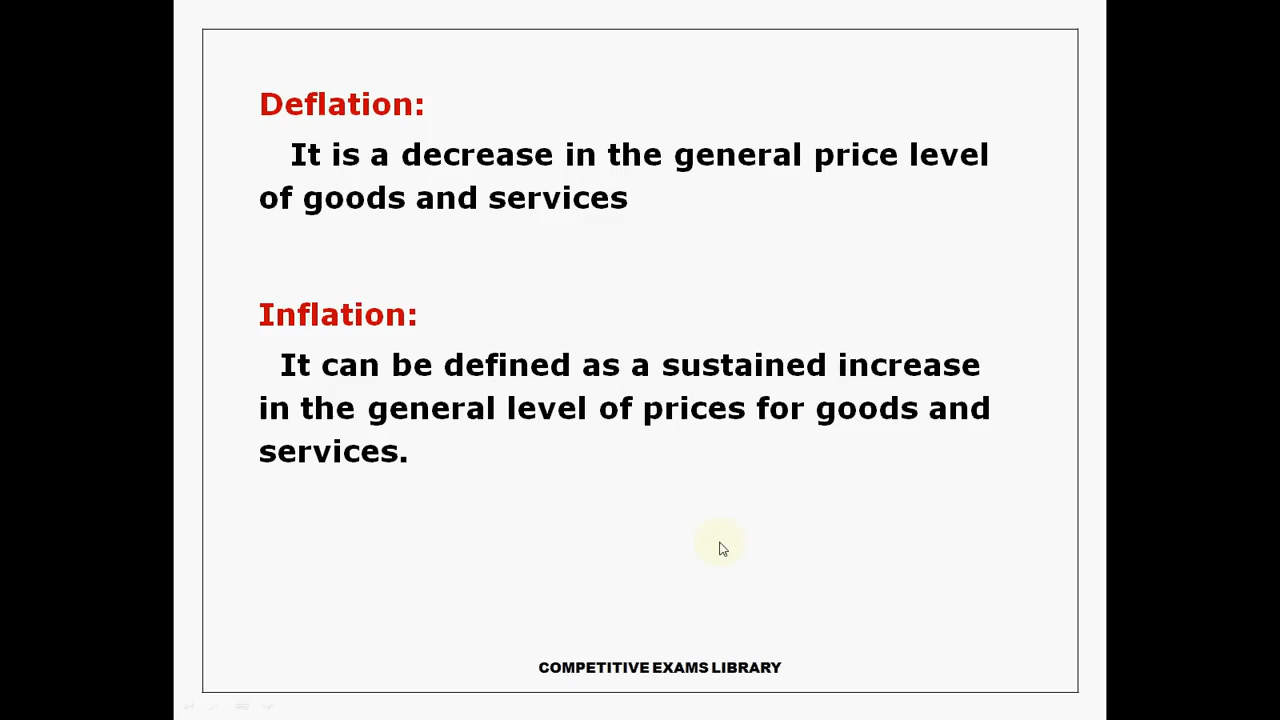 Deflation:
It is a decrease in the general price level
of goods and services
Inflation:
It can be defined as a sustained increase
in the general level of prices for goods and
services.
COMPETITIVE EXAMS LIBRARY